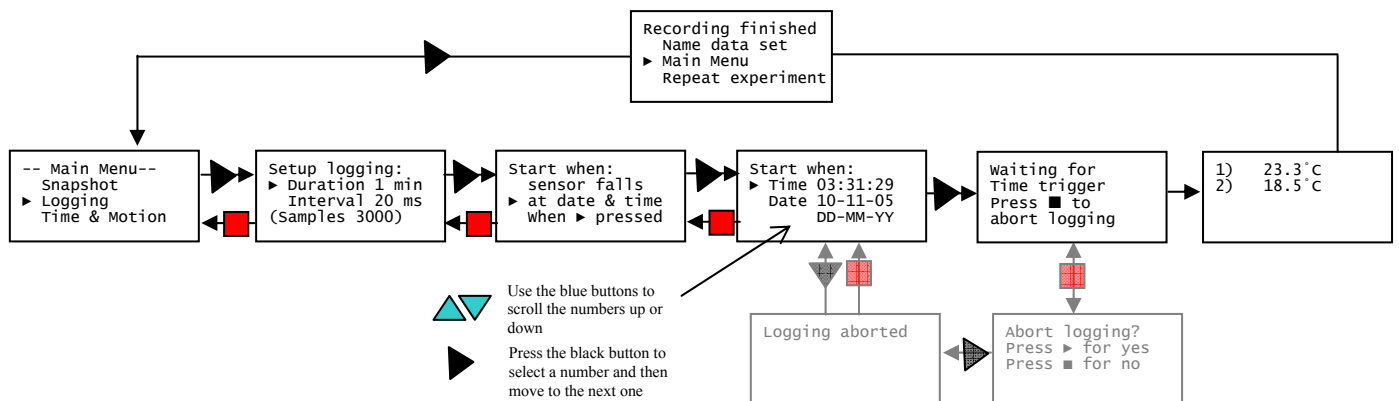 Recording finished
Name data set
► Main Menu
Repeat experiment
-- Main Menu--
Snapshot
► Logging
Time & Motion
Setup logging:
► Duration 1 min
Interval 20 ms
(Samples 3000)
Start when:
sensor falls
► at date & time
when ► pressed
Start when:
► Time 03:31:29
Date 10-11-05
DD-MM-YY
Waiting for
Time trigger
Press ■ to
abort logging
1) 23.3°C
2) 18.5°C
Use the blue buttons to
scroll the numbers up or
down
Press the black button to
select a number and then
move to the next one
Logging aborted
Abort logging?
Press ► for yes
Press ■ for no